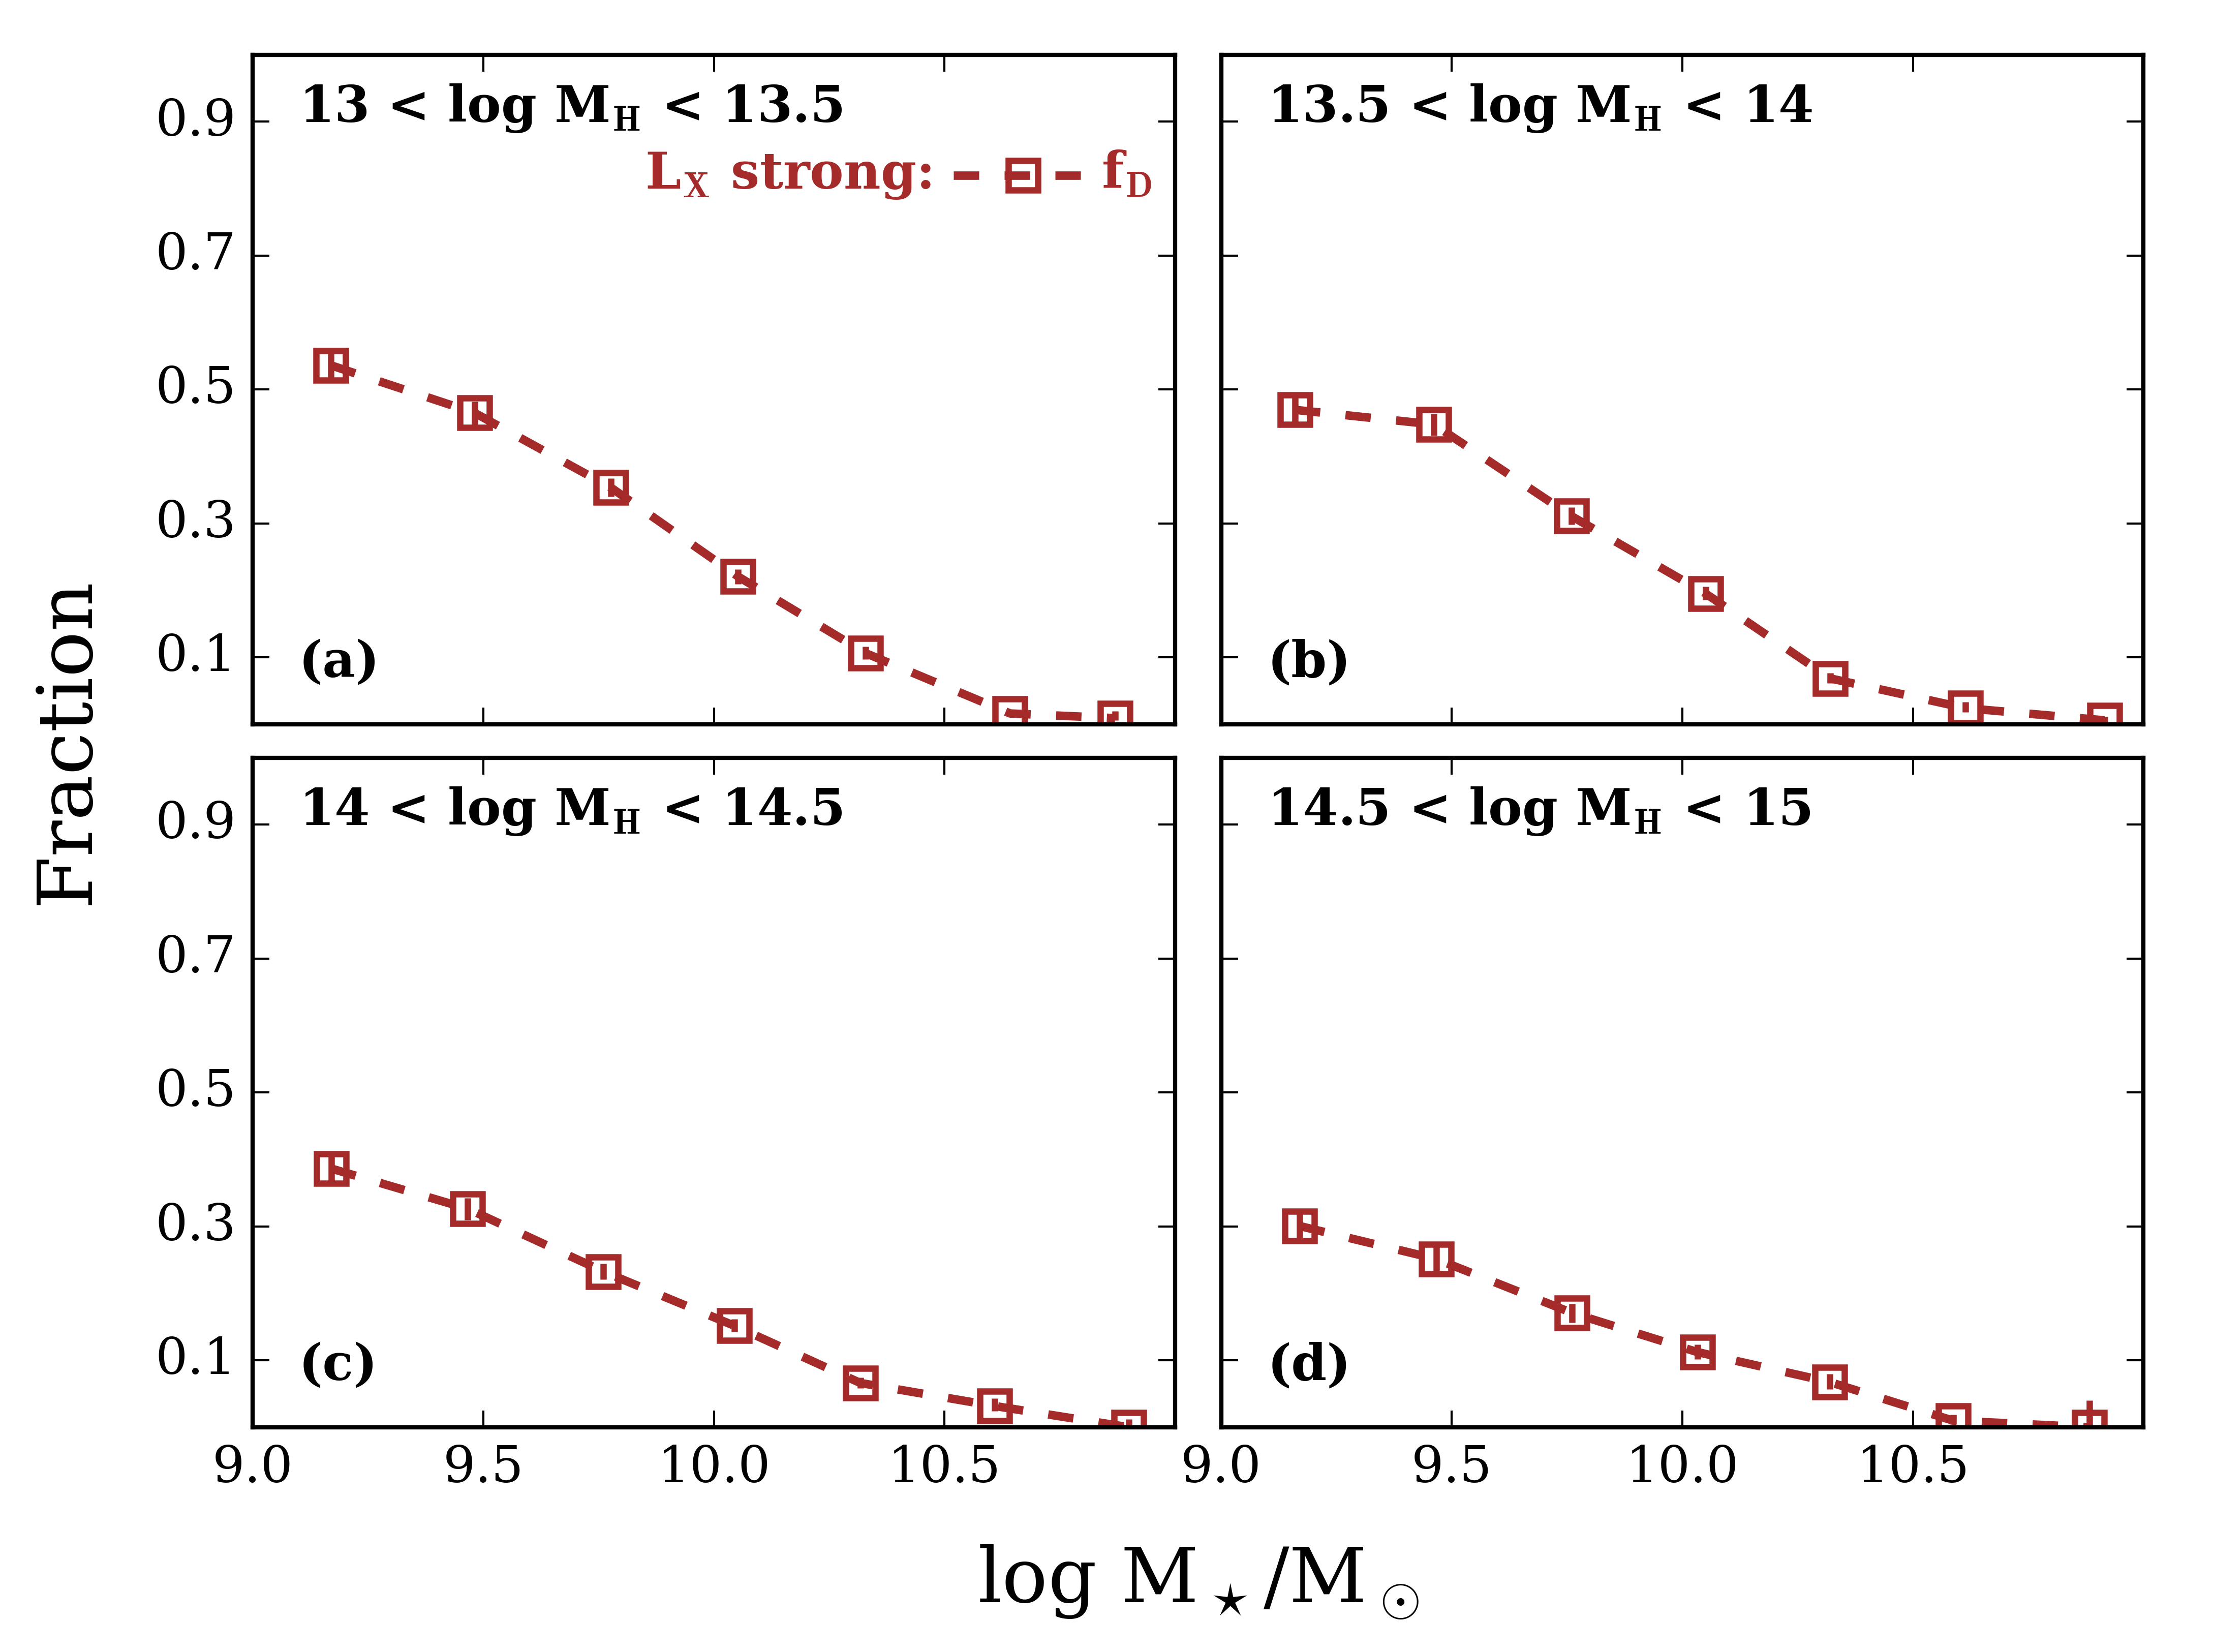 13 < log M_H < 13.5
L_X strong: f_D
0.9
0.7
0.5
0.3
0.1
(a)
13.5 < log M_H < 14
(b)
Fraction
14 < log M_H < 14.5
0.9
0.7
0.5
0.3
0.1
(c)
9.0 9.5 10.0 10.5
14.5 < log M_H < 15
(d)
9.0 9.5 10.0 10.5
log M⋆/M⊙